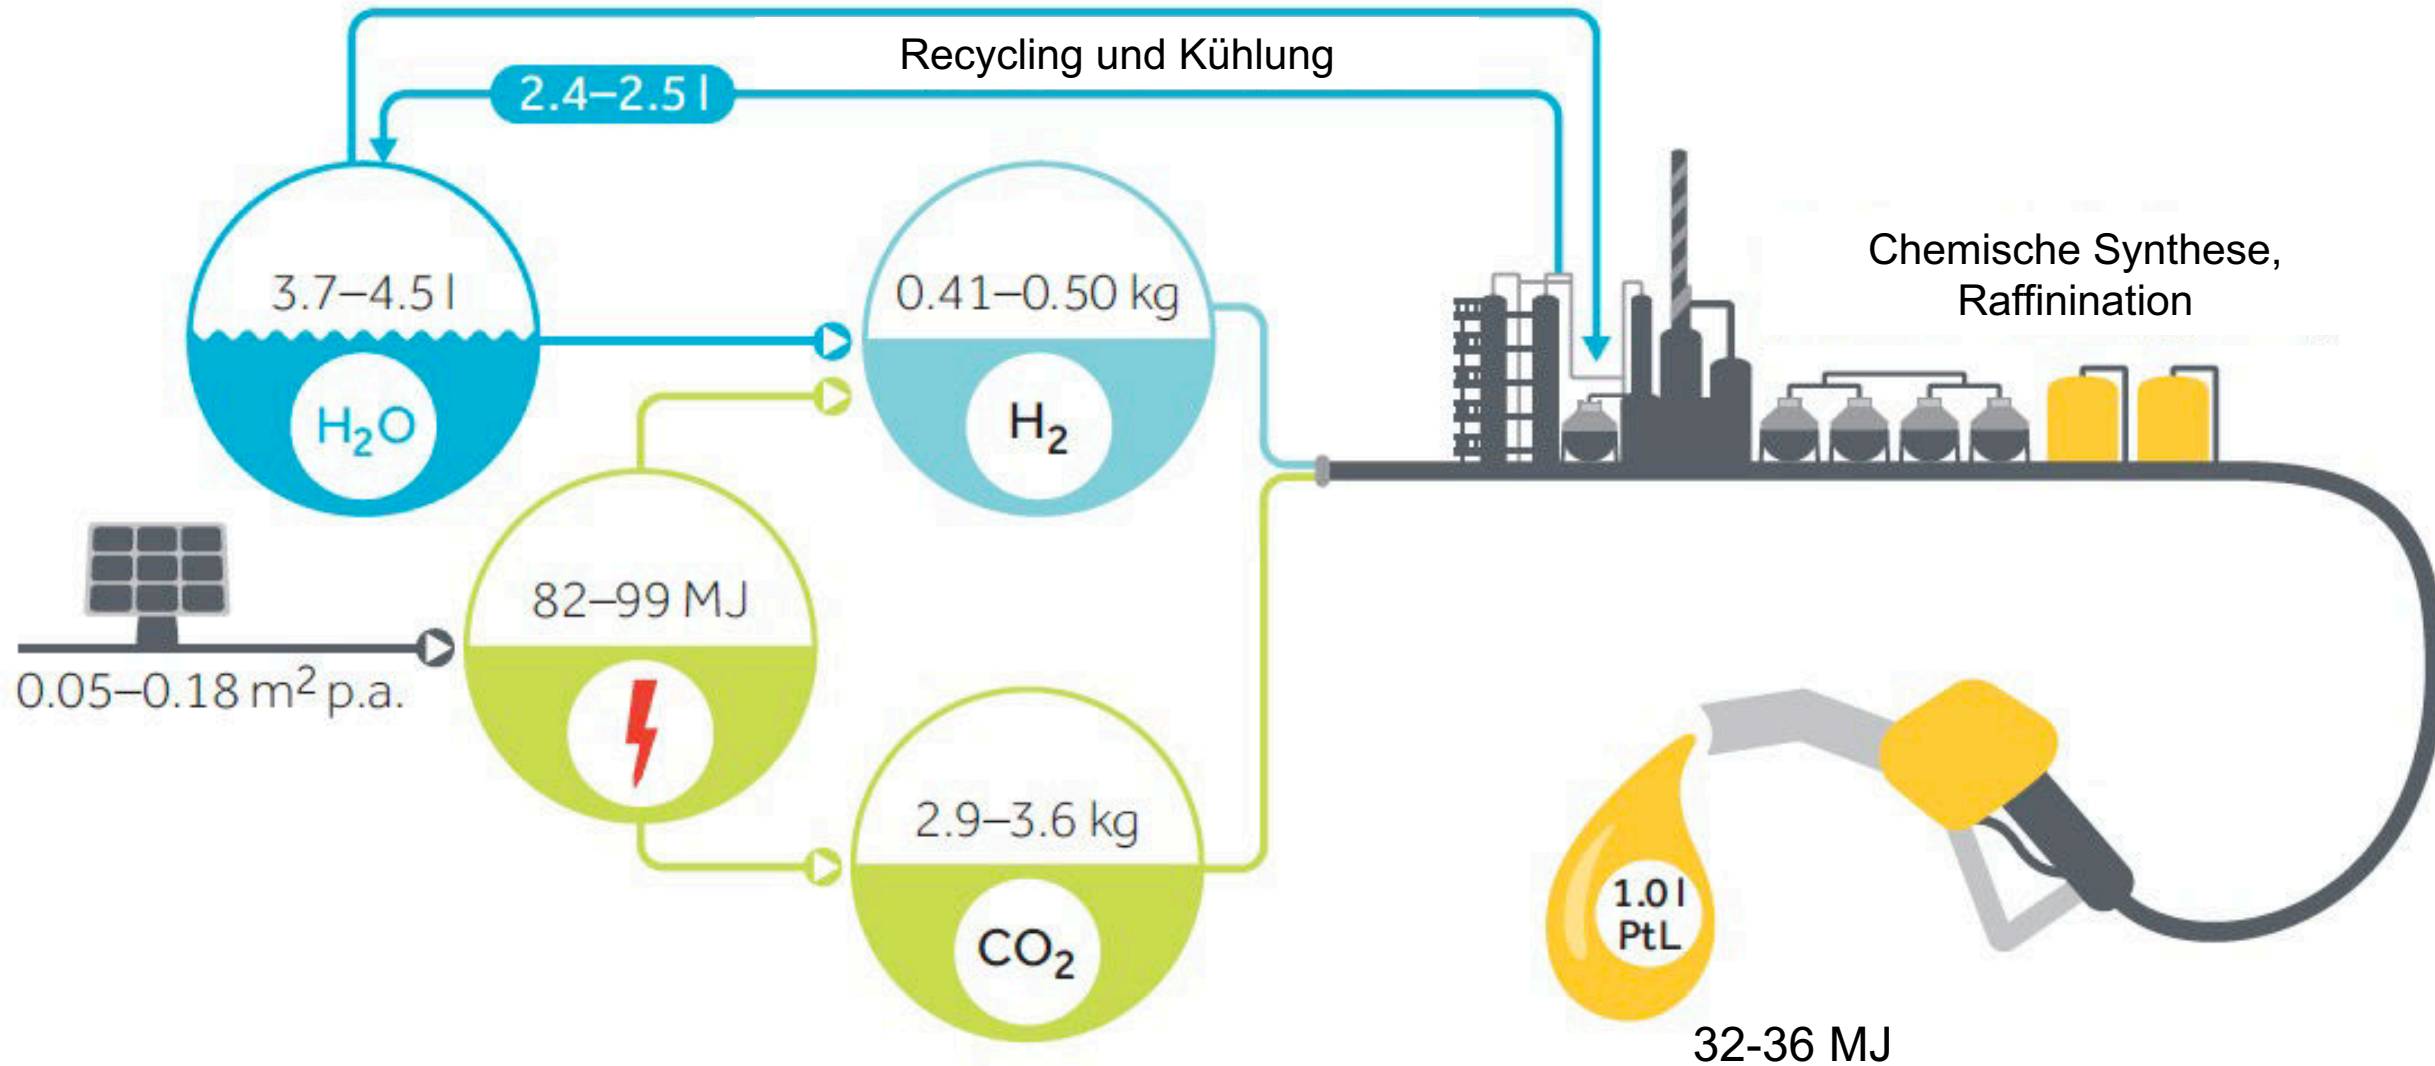 Recycling und Kühlung
2.4–2.5 l
3.7–4.5 l
H₂O
0.41–0.50 kg
H₂
Chemische Synthese,
Raffinination
82–99 MJ
0.05–0.18 m² p.a.
2.9–3.6 kg
CO₂
1.0 l
PtL
32-36 MJ